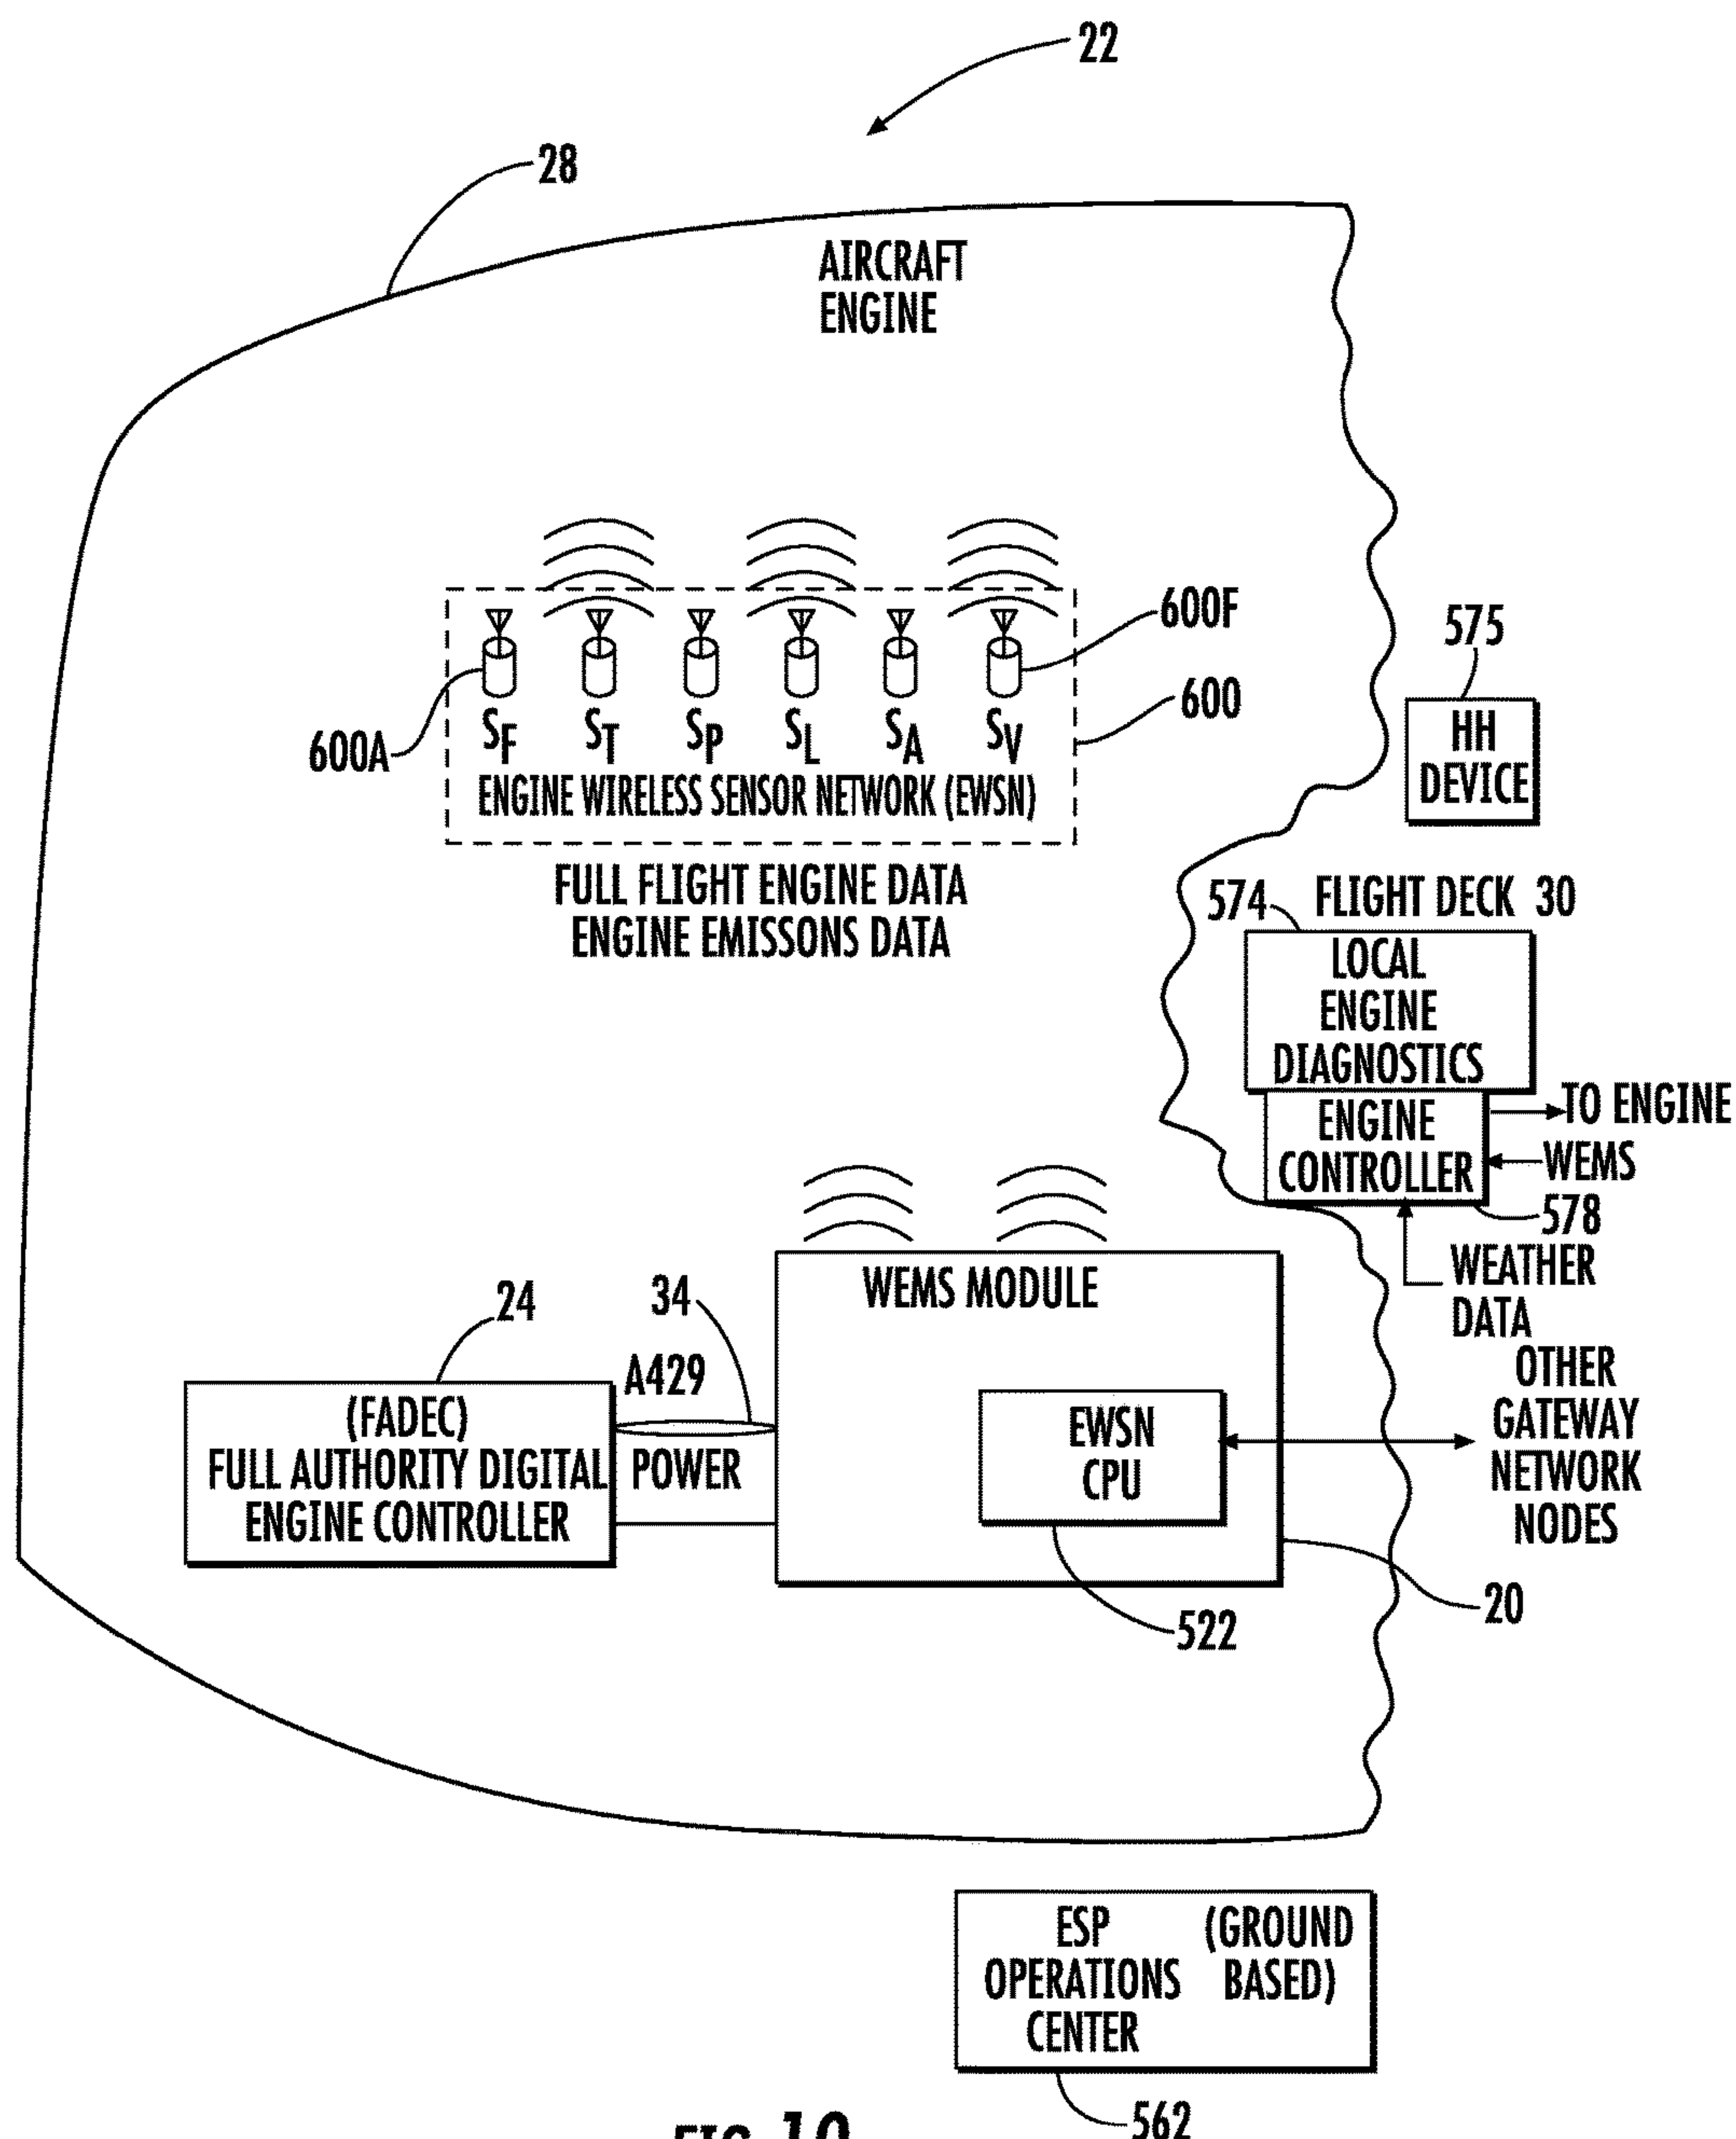 22
28
AIRCRAFT
ENGINE
600F
575
600
600A
SF ST SP SL SA SV
ENGINE WIRELESS SENSOR NETWORK (EWSN)
HH
DEVICE
FULL FLIGHT ENGINE DATA
ENGINE EMISSONS DATA
574 FLIGHT DECK 30
LOCAL
ENGINE
DIAGNOSTICS
ENGINE
CONTROLLER
TO ENGINE
WEMS
578
WEATHER
DATA
WEMS MODULE
24
34
A429
(FADEC)
FULL AUTHORITY DIGITAL
ENGINE CONTROLLER
POWER
EWSN
CPU
OTHER
GATEWAY
NETWORK
NODES
20
522
ESP (GROUND
OPERATIONS BASED)
CENTER
562
FIG. 10